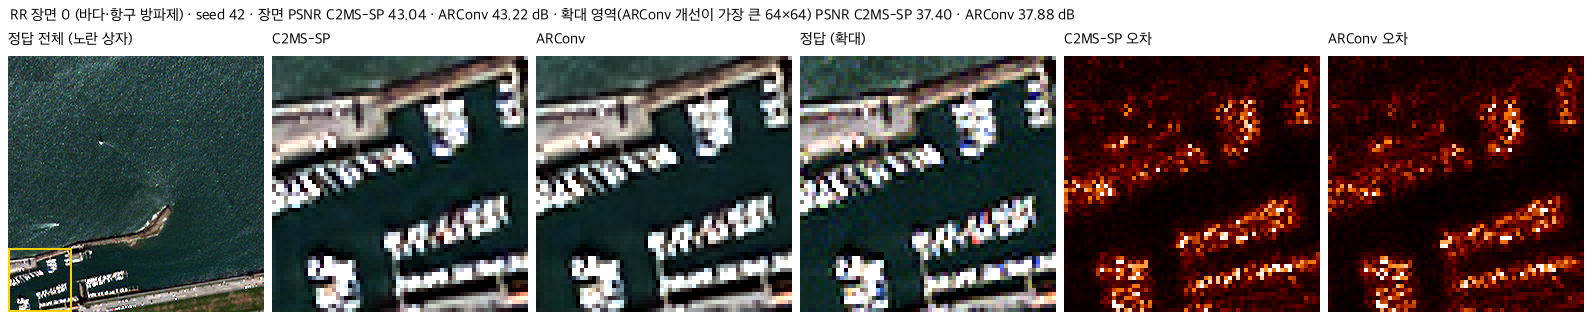 RR 장면 0 (바다·항구 방파제) · seed 42 · 장면 PSNR C2MS-SP 43.04 · ARConv 43.22 dB · 확대 영역(ARConv 개선이 가장 큰 64×64) PSNR C2MS-SP 37.40 · ARConv 37.88 dB
정답 전체 (노란 상자)
C2MS-SP
ARConv
정답 (확대)
C2MS-SP 오차
ARConv 오차